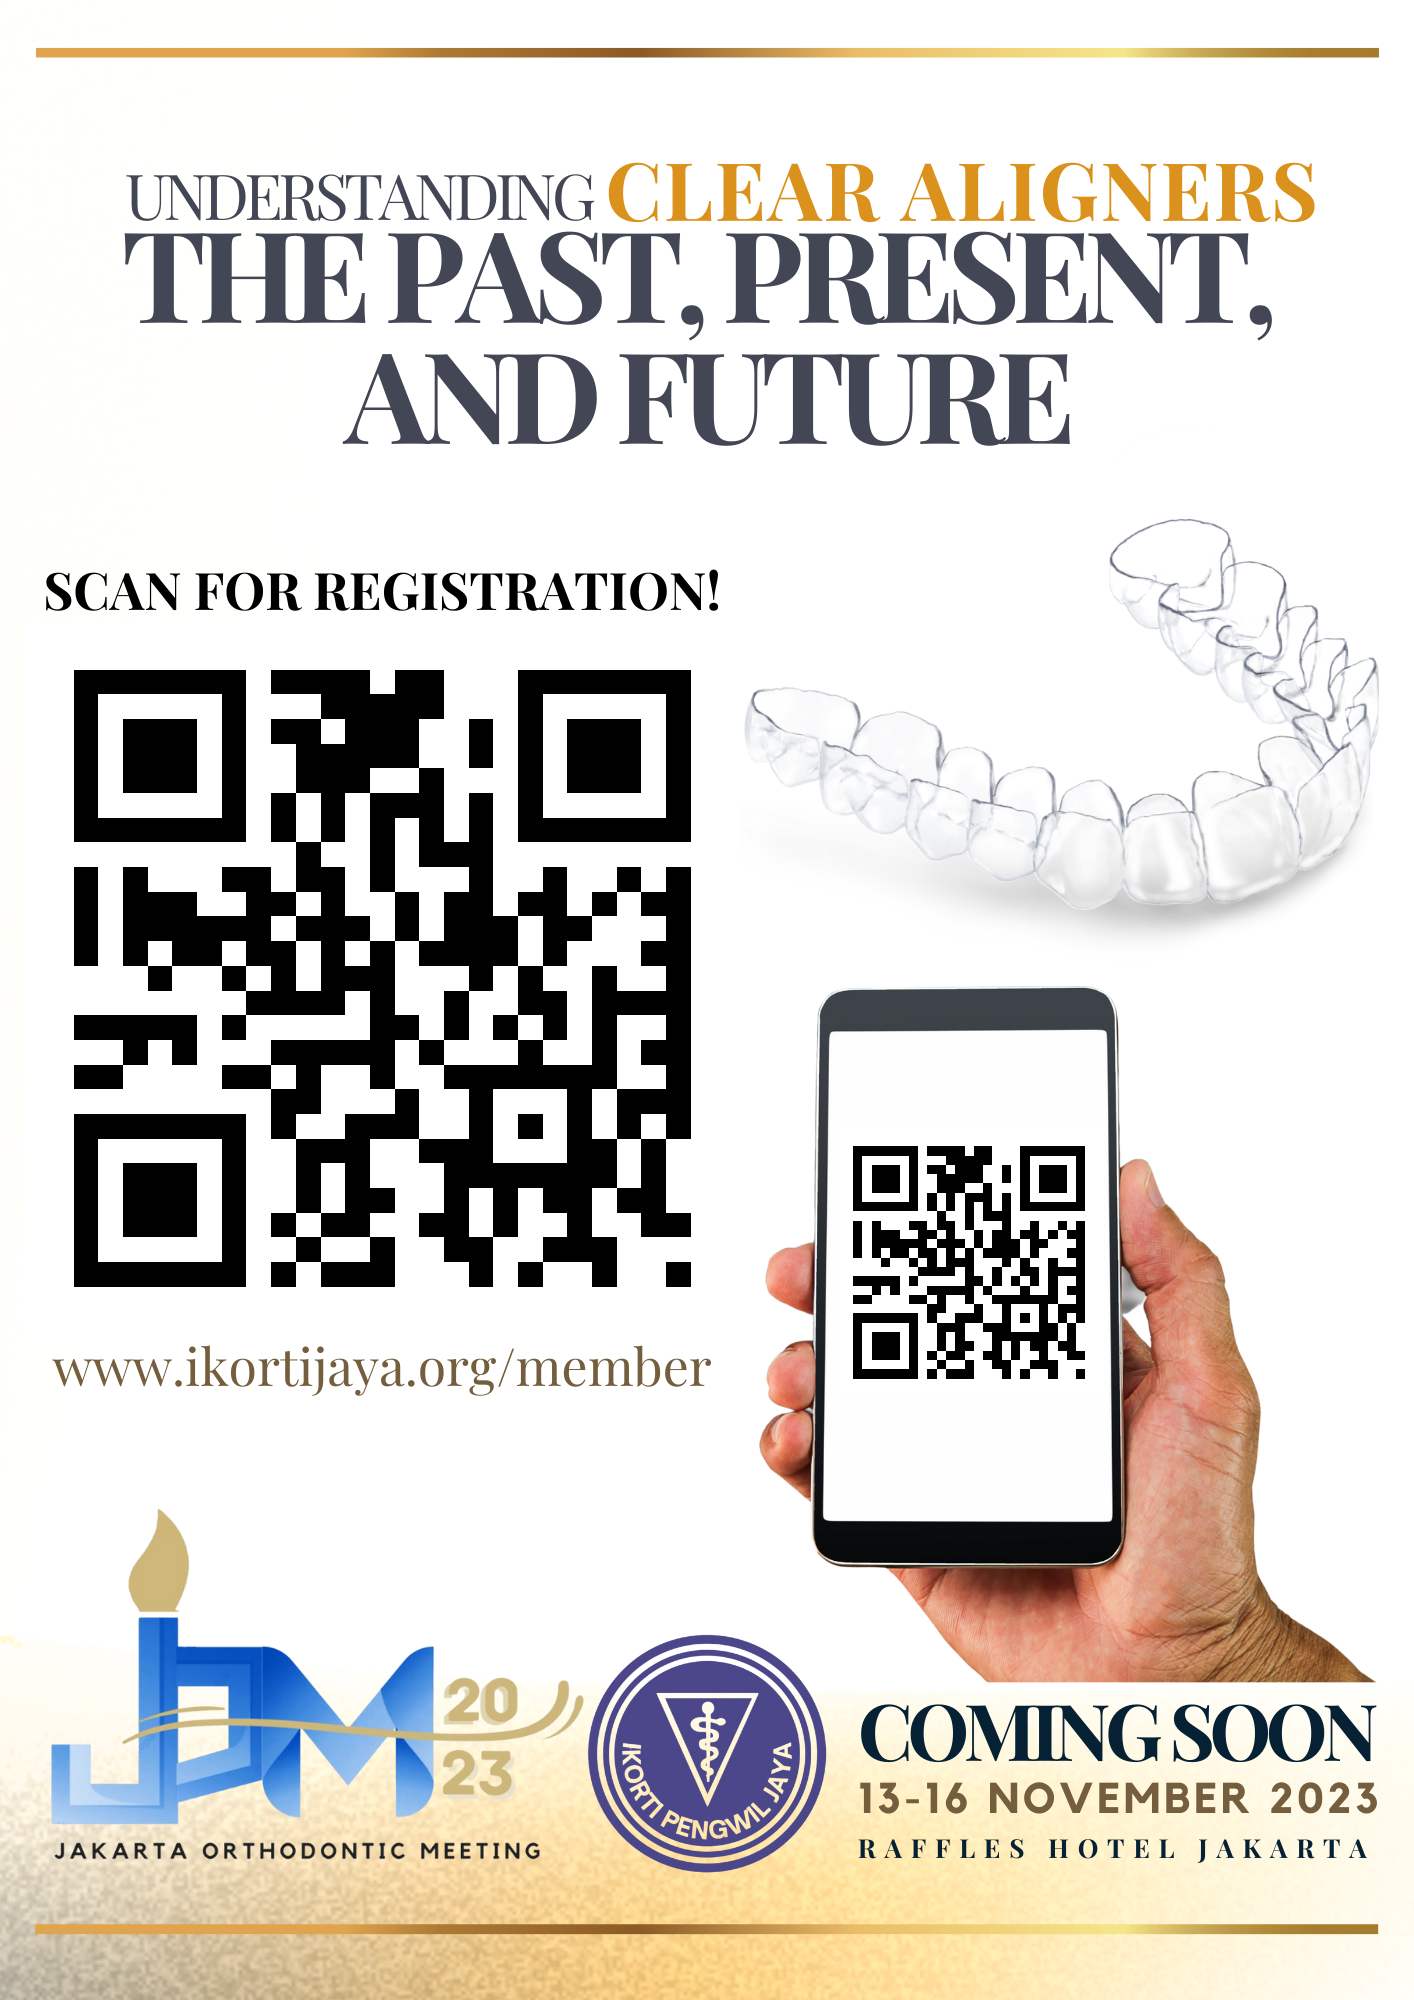 UNDERSTANDING CLEAR ALIGNERS
THE PAST, PRESENT,
AND FUTURE
SCAN FOR REGISTRATION!
www.ikortijaya.org/member
JOM
20
23
JAKARTA ORTHODONTIC MEETING
IKORTI PENGWIL JAYA
COMING SOON
13-16 NOVEMBER 2023
RAFFLES HOTEL JAKARTA